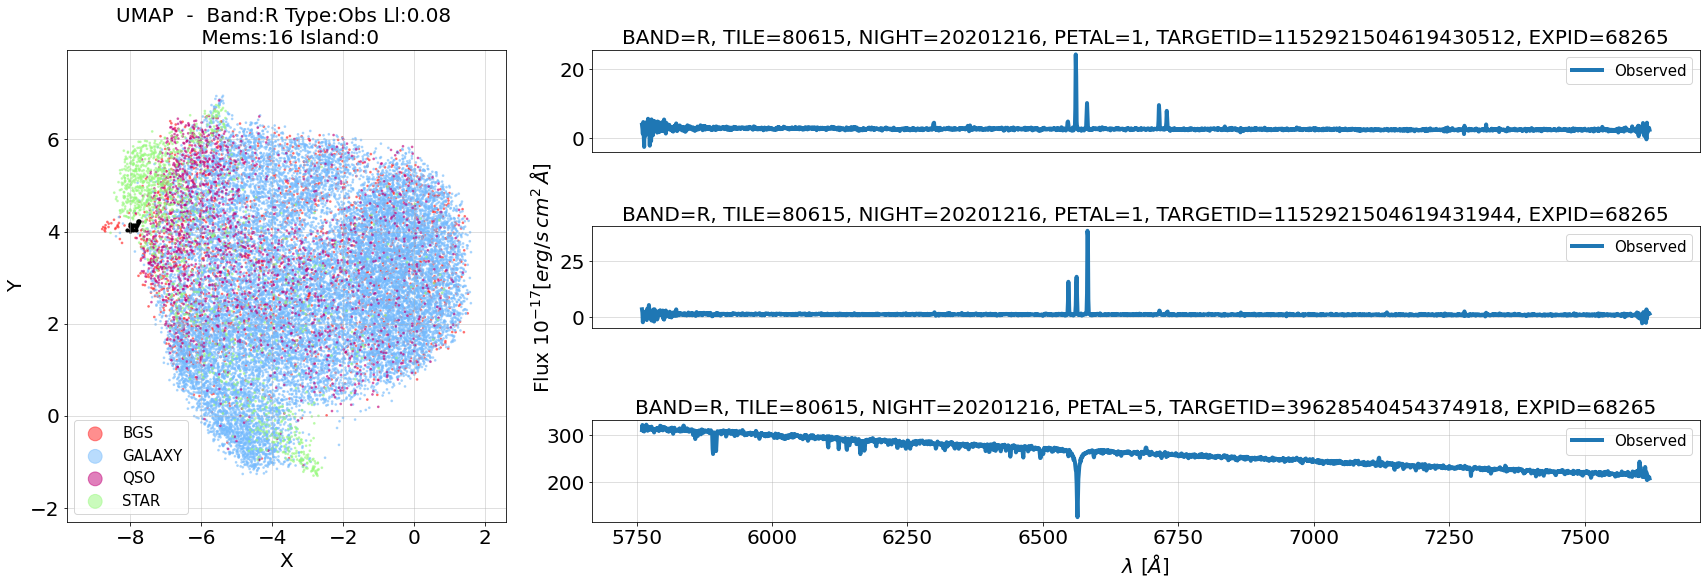 UMAP - Band:R Type:Obs Ll:0.08
Mems:16 Island:0
Y
6
4
2
0
−2
BGS
GALAXY
QSO
STAR
−8 −6 −4 −2 0 2
X
Flux 10⁻¹⁷[erg/s cm² Å]
BAND=R, TILE=80615, NIGHT=20201216, PETAL=1, TARGETID=1152921504619430512, EXPID=68265
20
0
Observed
BAND=R, TILE=80615, NIGHT=20201216, PETAL=1, TARGETID=1152921504619431944, EXPID=68265
25
0
Observed
BAND=R, TILE=80615, NIGHT=20201216, PETAL=5, TARGETID=39628540454374918, EXPID=68265
300
200
Observed
5750 6000 6250 6500 6750 7000 7250 7500
λ [Å]